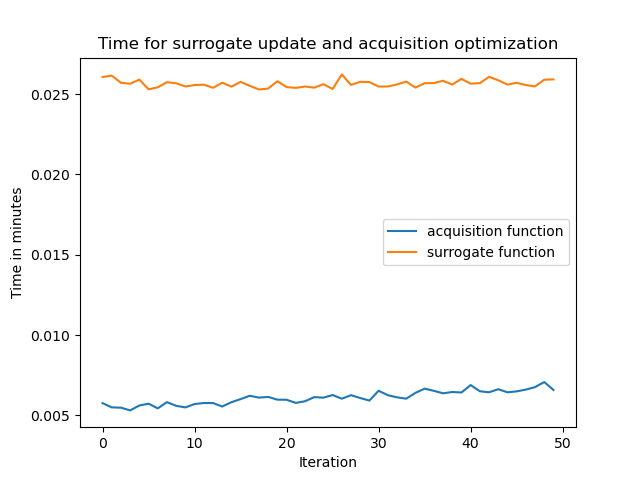 Time for surrogate update and acquisition optimization
0.025
0.020
0.015
0.010
0.005
Time in minutes
acquisition function
surrogate function
0 10 20 30 40 50
Iteration